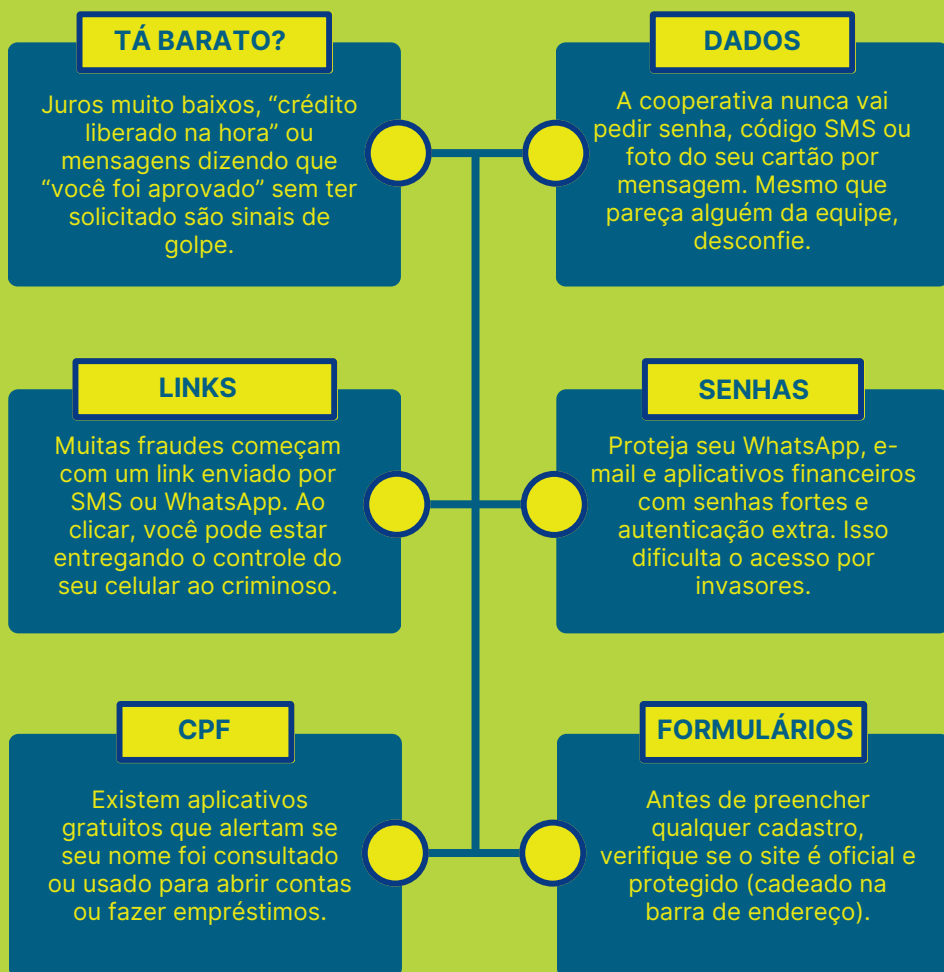 TÁ BARATO?
Juros muito baixos, “crédito
liberado na hora” ou
mensagens dizendo que
“você foi aprovado” sem ter
solicitado são sinais de
golpe.
DADOS
A cooperativa nunca vai
pedir senha, código SMS ou
foto do seu cartão por
mensagem. Mesmo que
pareça alguém da equipe,
desconfie.
LINKS
Muitas fraudes começam
com um link enviado por
SMS ou WhatsApp. Ao
clicar, você pode estar
entregando o controle do
seu celular ao criminoso.
SENHAS
Proteja seu WhatsApp, e-
mail e aplicativos financeiros
com senhas fortes e
autenticação extra. Isso
dificulta o acesso por
invasores.
CPF
Existem aplicativos
gratuitos que alertam se
seu nome foi consultado
ou usado para abrir contas
ou fazer empréstimos.
FORMULÁRIOS
Antes de preencher
qualquer cadastro,
verifique se o site é oficial e
protegido (cadeado na
barra de endereço).